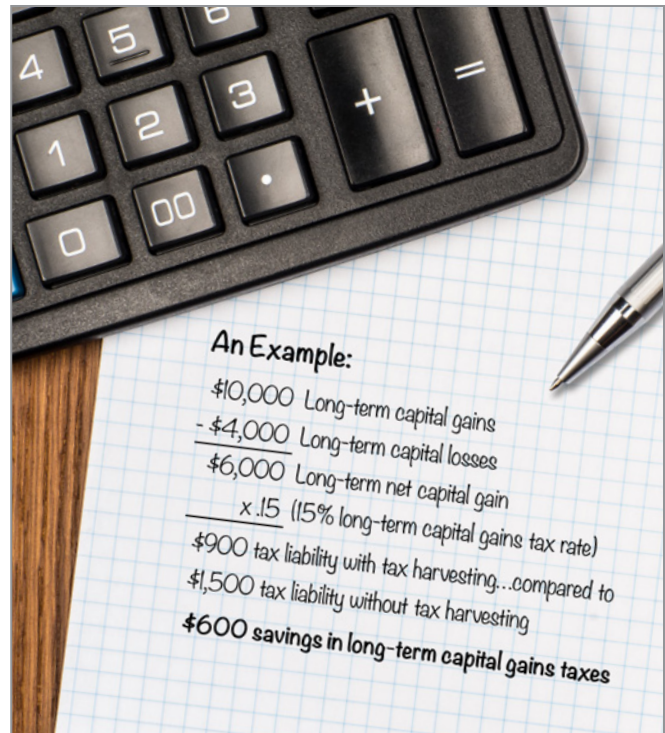 6
5
4
3
2
1
+
=
.
00
0
An Example:
$10,000 Long-term capital gains
- $4,000 Long-term capital losses
$6,000 Long-term net capital gain
x .15 (15% long-term capital gains tax rate)
$900 tax liability with tax harvesting...compared to
$1,500 tax liability without tax harvesting
$600 savings in long-term capital gains taxes